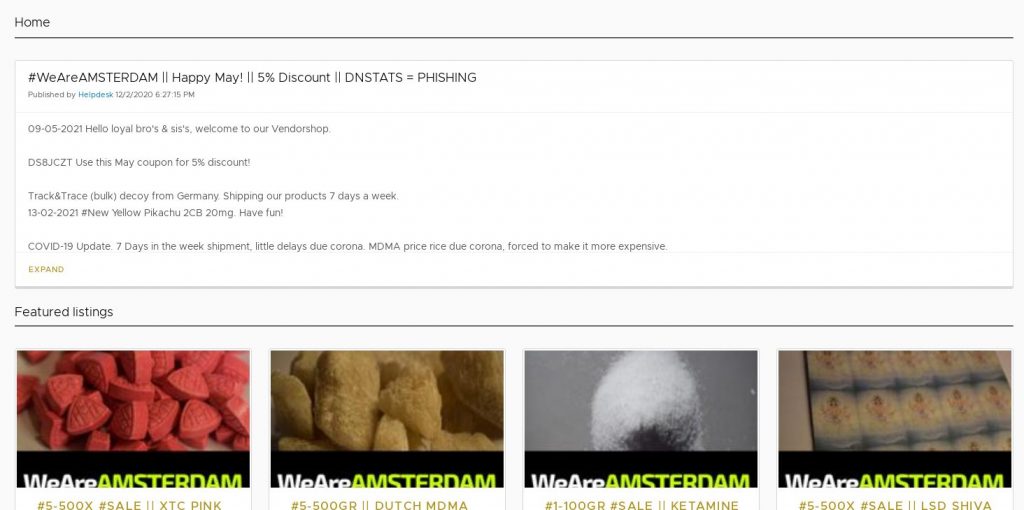 Home
#WeAreAMSTERDAM || Happy May! || 5% Discount || DNSTATS = PHISHING
Published by Helpdesk 12/2/2020 6:27:15 PM
09-05-2021 Hello loyal bro's & sis's, welcome to our Vendorshop.
DS8JCZT Use this May coupon for 5% discount!
Track&Trace (bulk) decoy from Germany. Shipping our products 7 days a week.
13-02-2021 #New Yellow Pikachu 2CB 20mg. Have fun!
COVID-19 Update. 7 Days in the week shipment, little delays due corona. MDMA price rice due corona, forced to make it more expensive.
EXPAND
Featured listings
WeAreAMSTERDAM WeAreAMSTERDAM WeAreAMSTERDAM WeAreAMSTERDAM
#5-500X #SALE || XTC PINK #5-500GR || DUTCH MDMA #1-100GR #SALE || KETAMINE #5-500X #SALE || LSD SHIVA